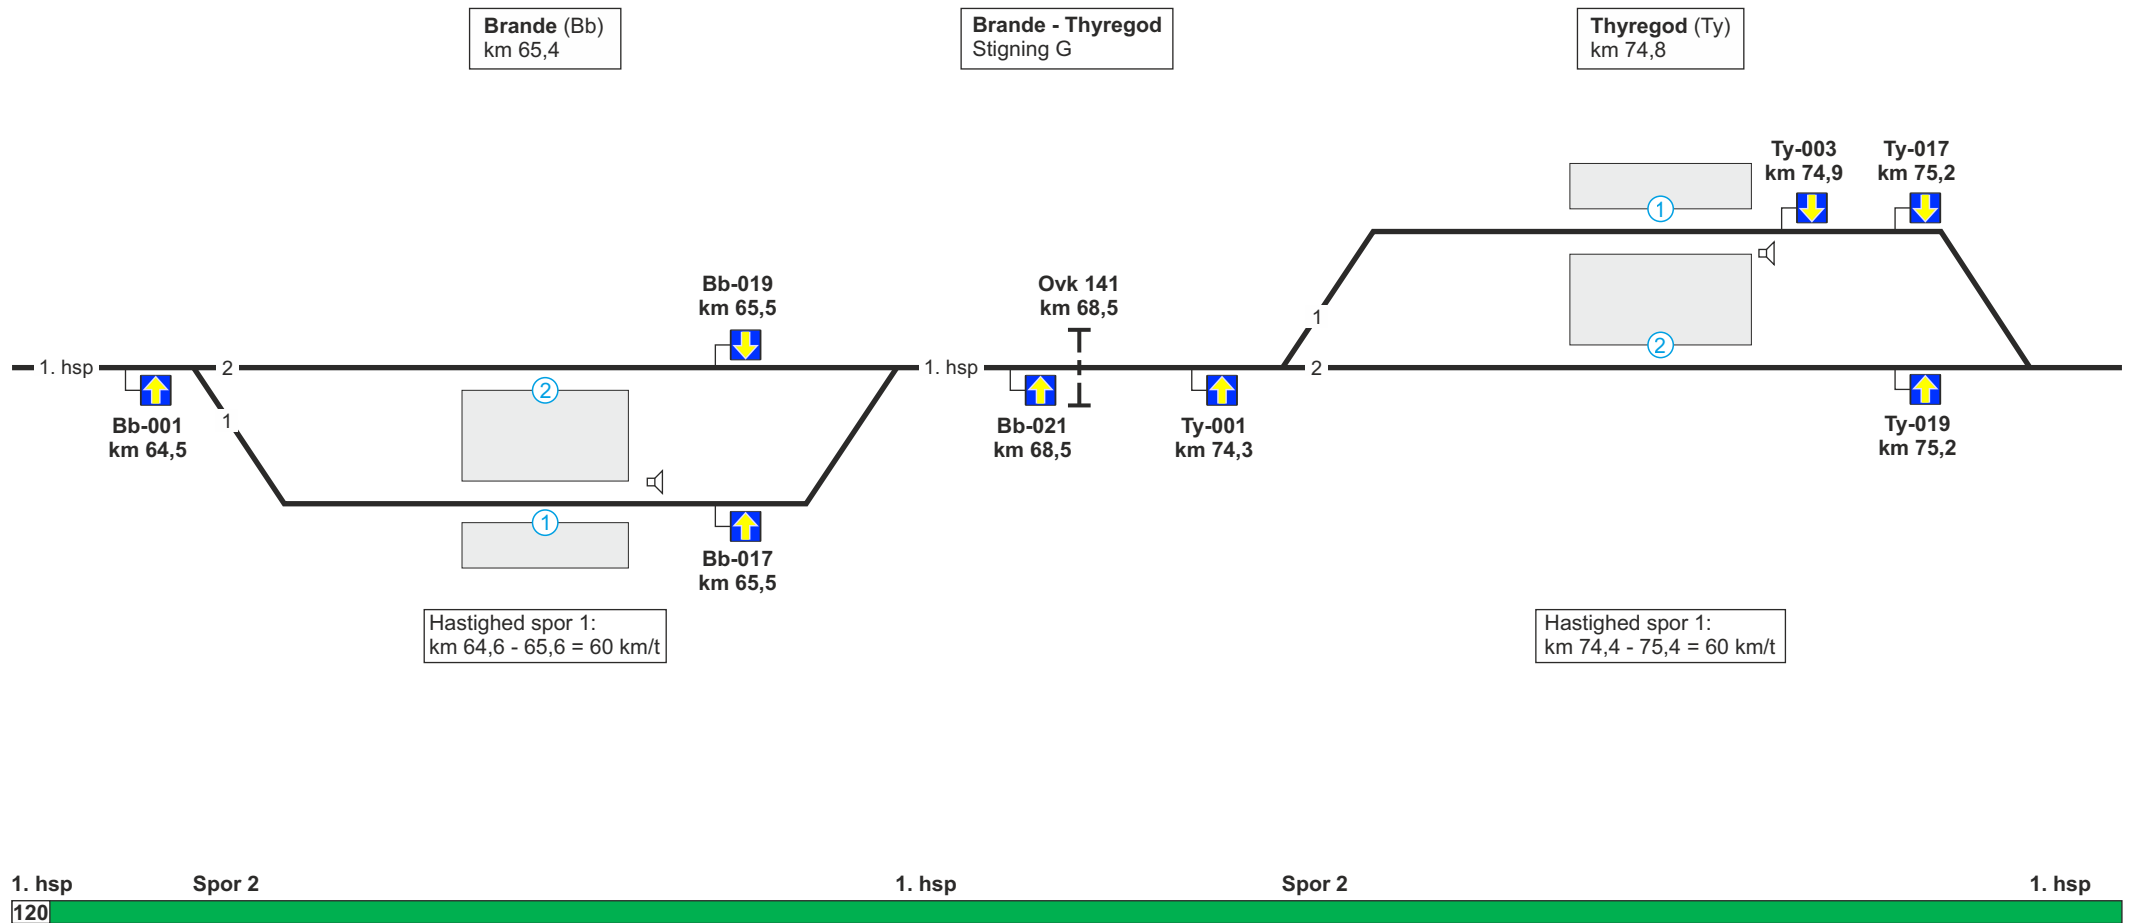 Brande (Bb)
km 65,4
Brande - Thyregod
Stigning G
Thyregod (Ty)
km 74,8
Ty-003
km 74,9
Ty-017
km 75,2
1
Bb-019
km 65,5
Ovk 141
km 68,5
1
2
1. hsp
2
1. hsp
2
2
Bb-001
km 64,5
1
Bb-021
km 68,5
Ty-001
km 74,3
Ty-019
km 75,2
1
Bb-017
km 65,5
Hastighed spor 1:
km 64,6 - 65,6 = 60 km/t
Hastighed spor 1:
km 74,4 - 75,4 = 60 km/t
1. hsp
Spor 2
1. hsp
Spor 2
1. hsp
120